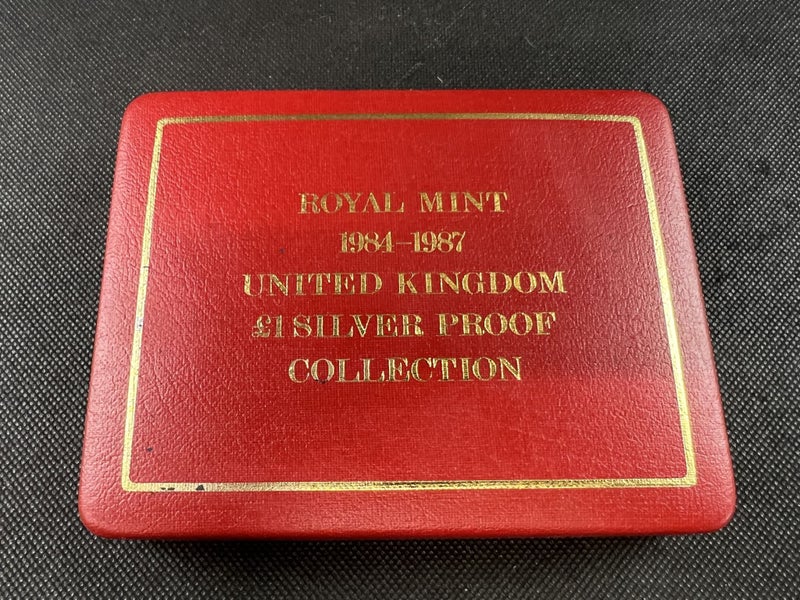 ROYAL MINT
1984-1987
UNITED KINGDOM
£1 SILVER PROOF
COLLECTION